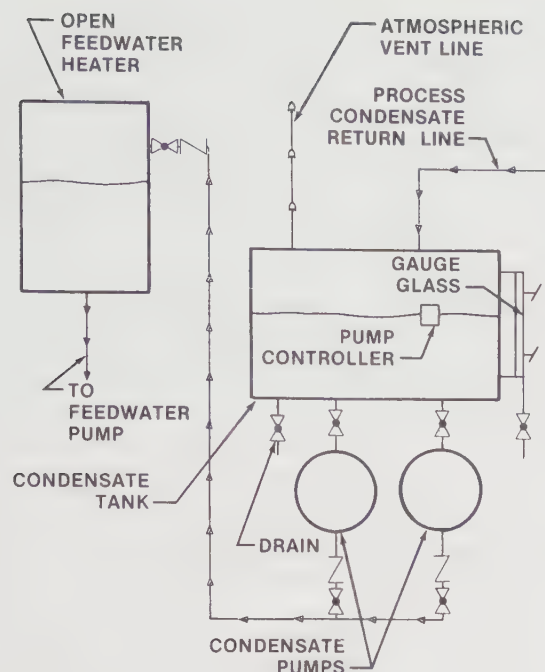 OPEN
FEEDWATER
HEATER
ATMOSPHERIC
VENT LINE
PROCESS
CONDENSATE
RETURN LINE
GAUGE
GLASS
PUMP
CONTROLLER
TO
FEEDWATER
PUMP
CONDENSATE
TANK
DRAIN
CONDENSATE
PUMPS